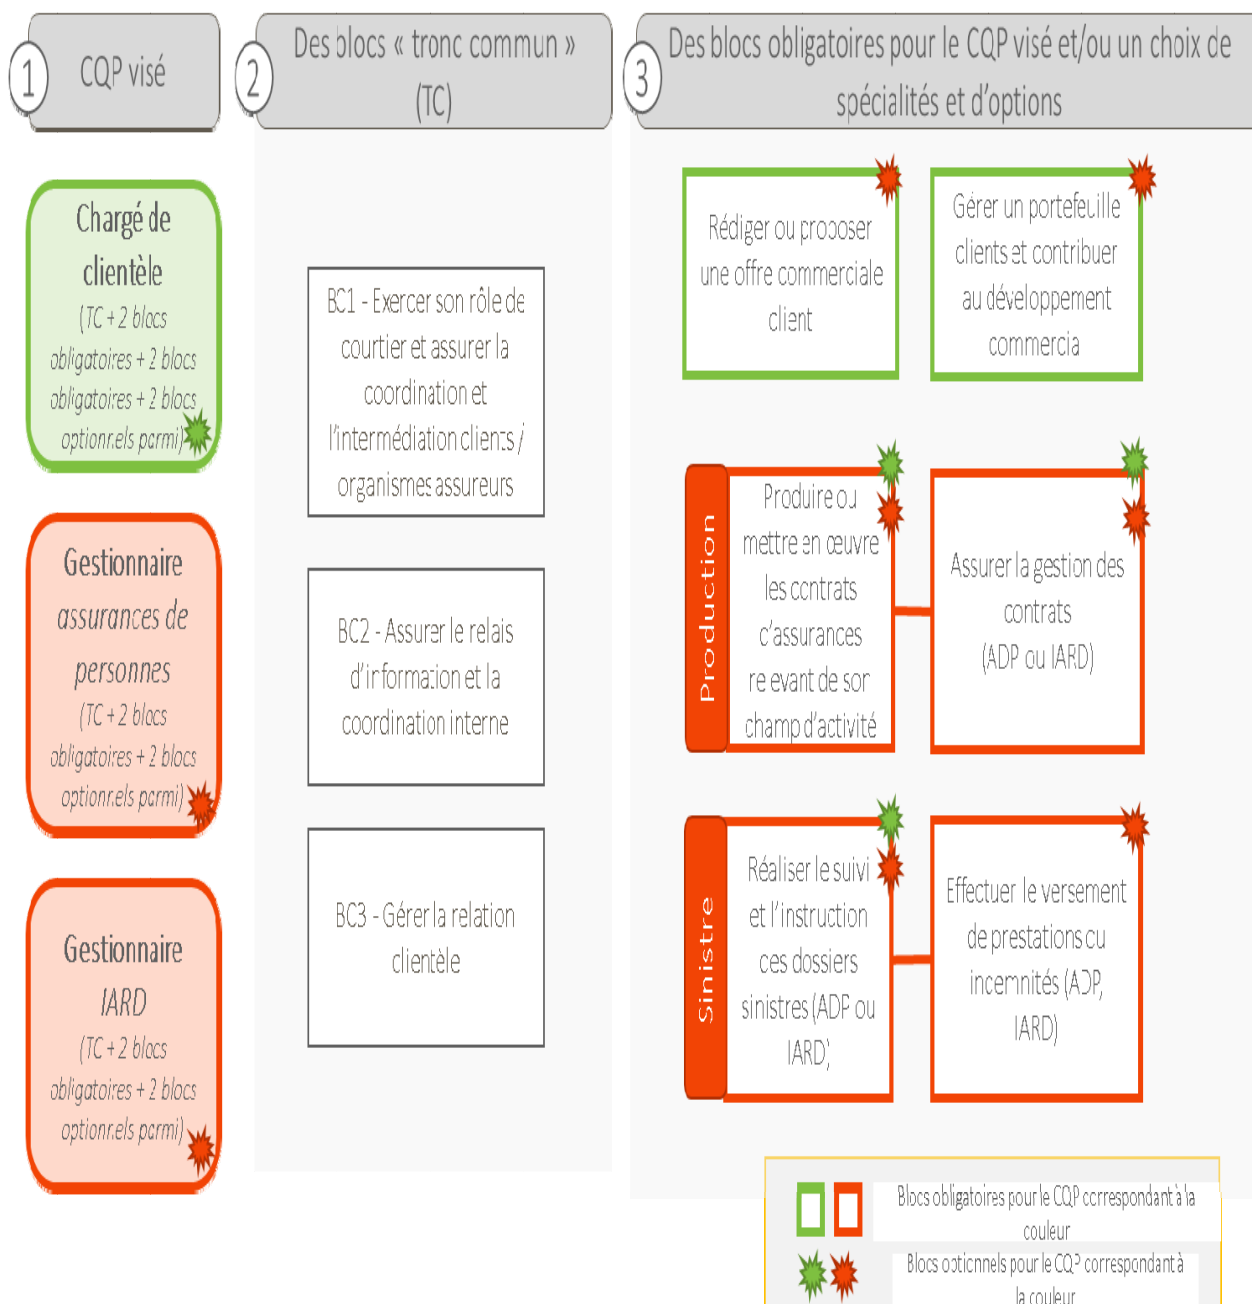 1
CQP visé
2
Des blocs « tronc commun »
(TC)
3
Des blocs obligatoires pour le CQP visé et/ou un choix de
spécialités et d'options
Chargé de
clientèle
(TC + 2 blocs
obligatoires + 2 blocs
obligatoires + 2 blocs
optionnels parmi)
Gestionnaire
assurances de
personnes
(TC + 2 blocs
obligatoires + 2 blocs
optionnels parmi)
Gestionnaire
IARD
(TC + 2 blocs
obligatoires + 2 blocs
optionnels parmi)
BC1 - Exercer son rôle de
courtier et assurer la
coordination et
l'intermédiation clients /
organismes assureurs
BC2 - Assurer le relais
d'information et la
coordination interne
BC3 - Gérer la relation
clientèle
Rédiger ou proposer
une offre commerciale
client
Gérer un portefeuille
clients et contribuer
au développement
commercia
Production
Produire ou
mettre en œuvre
les contrats
d'assurances
relevant de son
champ d'activité
Assurer la gestion des
contrats
(ADP ou IARD)
Sinistre
Réaliser le suivi
et l'instruction
des dossiers
sinistres (ADP ou
IARD)
Effectuer le versement
de prestations ou
indemnités (ADP,
IARD)
Blocs obligatoires pour le CQP correspondant à la
couleur
Blocs optionnels pour le CQP correspondant à
la couleur